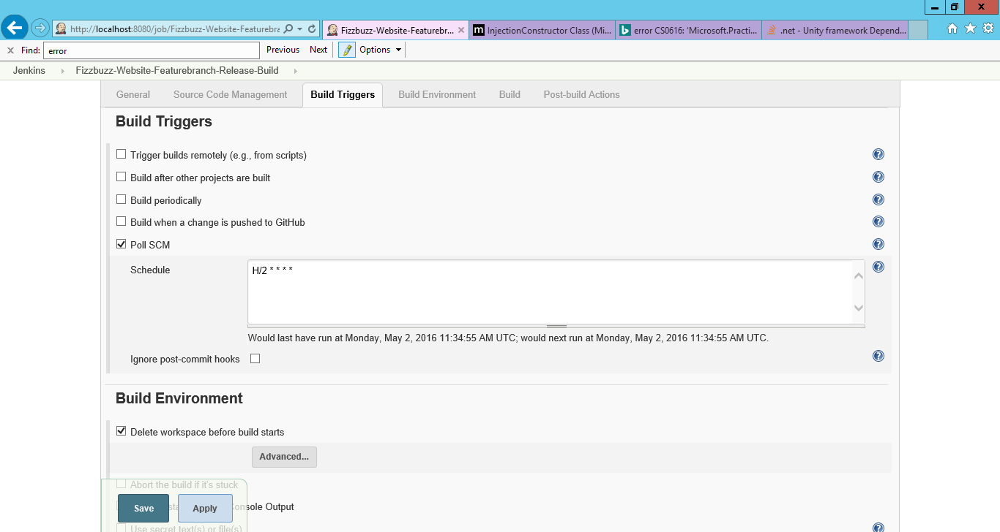 http://localhost:8080/job/Fizzbuzz-Website-Featurebra
Fizzbuzz-Website-Featurebr...
InjectionConstructor Class (Mi...
error CS0616: 'Microsoft.Practi...
.net - Unity framework Depend...
Find: error Previous Next Options
Jenkins Fizzbuzz-Website-Featurebranch-Release-Build
General Source Code Management Build Triggers Build Environment Build Post-build Actions
Build Triggers
Trigger builds remotely (e.g., from scripts)
Build after other projects are built
Build periodically
Build when a change is pushed to GitHub
Poll SCM
Schedule
H/2 * * * *
Would last have run at Monday, May 2, 2016 11:34:55 AM UTC; would next run at Monday, May 2, 2016 11:34:55 AM UTC.
Ignore post-commit hooks
Build Environment
Delete workspace before build starts
Advanced...
Abort the build if it's stuck
Save Apply
Console Output
Use secret text(s) or file(s)